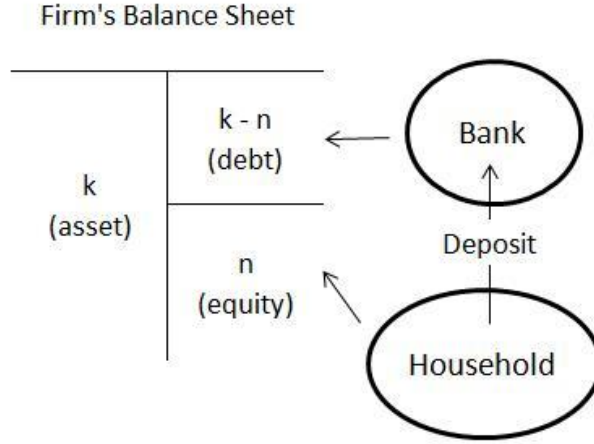 Firm's Balance Sheet
k
(asset)
k - n
(debt)
n
(equity)
Bank
Deposit
Household